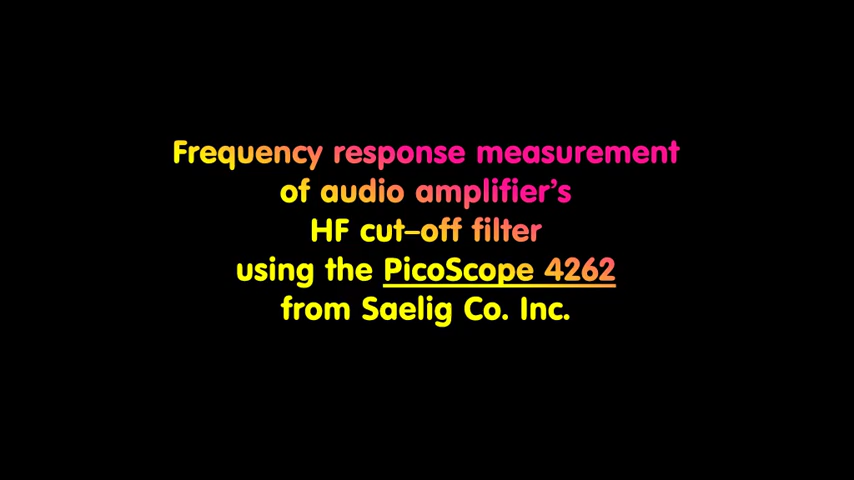 Frequency response measurement
of audio amplifier’s
HF cut–off filter
using the PicoScope 4262
from Saelig Co. Inc.